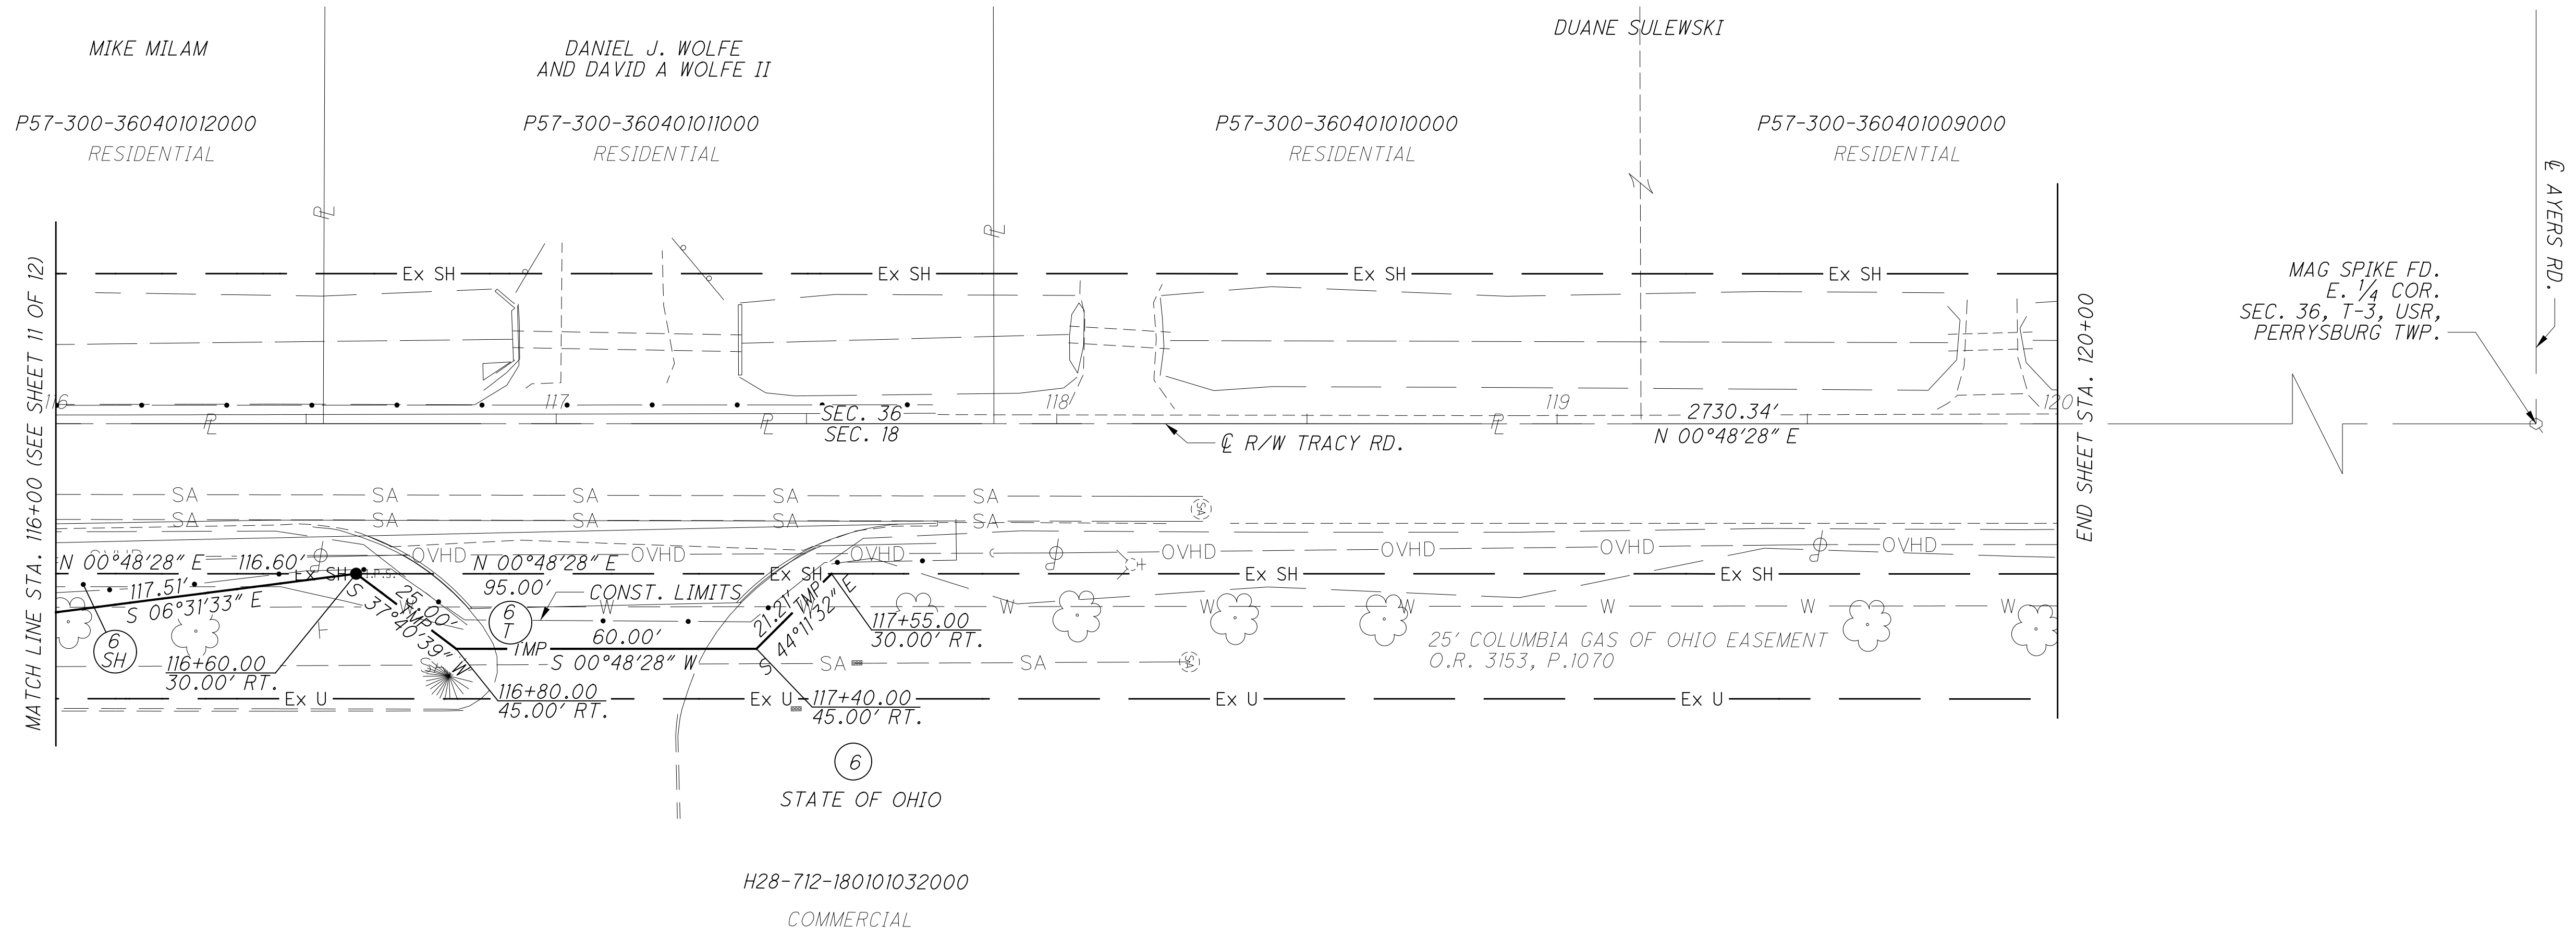 MIKE MILAM
DANIEL J. WOLFE
AND DAVID A WOLFE II
DUANE SULEWSKI
P57-300-360401012000
RESIDENTIAL
P57-300-360401011000
RESIDENTIAL
P57-300-360401010000
RESIDENTIAL
P57-300-360401009000
RESIDENTIAL
℄ AYERS RD.
MAG SPIKE FD.
E. 1/4 COR.
SEC. 36, T-3, USR,
PERRYSBURG TWP.
MATCH LINE STA. 116+00 (SEE SHEET 11 OF 12)
END SHEET STA. 120+00
PL
PL
Ex SH
Ex SH
Ex SH
Ex SH
116
117
118
119
120
PL
PL
PL
SEC. 36
SEC. 18
℄ R/W TRACY RD.
2730.34'
N 00°48'28" E
SA
SA
SA
SA
SA
SA
SA
SA
SA
SA
SA
OVHD
OVHD
OVHD
OVHD
OVHD
OVHD
OVHD
OVHD
N 00°48'28" E
116.60'
N 00°48'28" E
95.00'
Ex SH
I.P.S.
Ex SH
Ex SH
Ex SH
117.51'
S 06°31'33" E
25.00'
TMP
S 37°40'39" W
6
T
CONST. LIMITS
W
W
W
W
W
W
W
60.00'
TMP
S 00°48'28" W
21.21'
TMP
S 44°11'32" E
117+55.00
30.00' RT.
6
SH
116+60.00
30.00' RT.
116+80.00
45.00' RT.
117+40.00
45.00' RT.
SA
SA
SA
25' COLUMBIA GAS OF OHIO EASEMENT
O.R. 3153, P.1070
Ex U
Ex U
Ex U
Ex U
6
STATE OF OHIO
H28-712-180101032000
COMMERCIAL